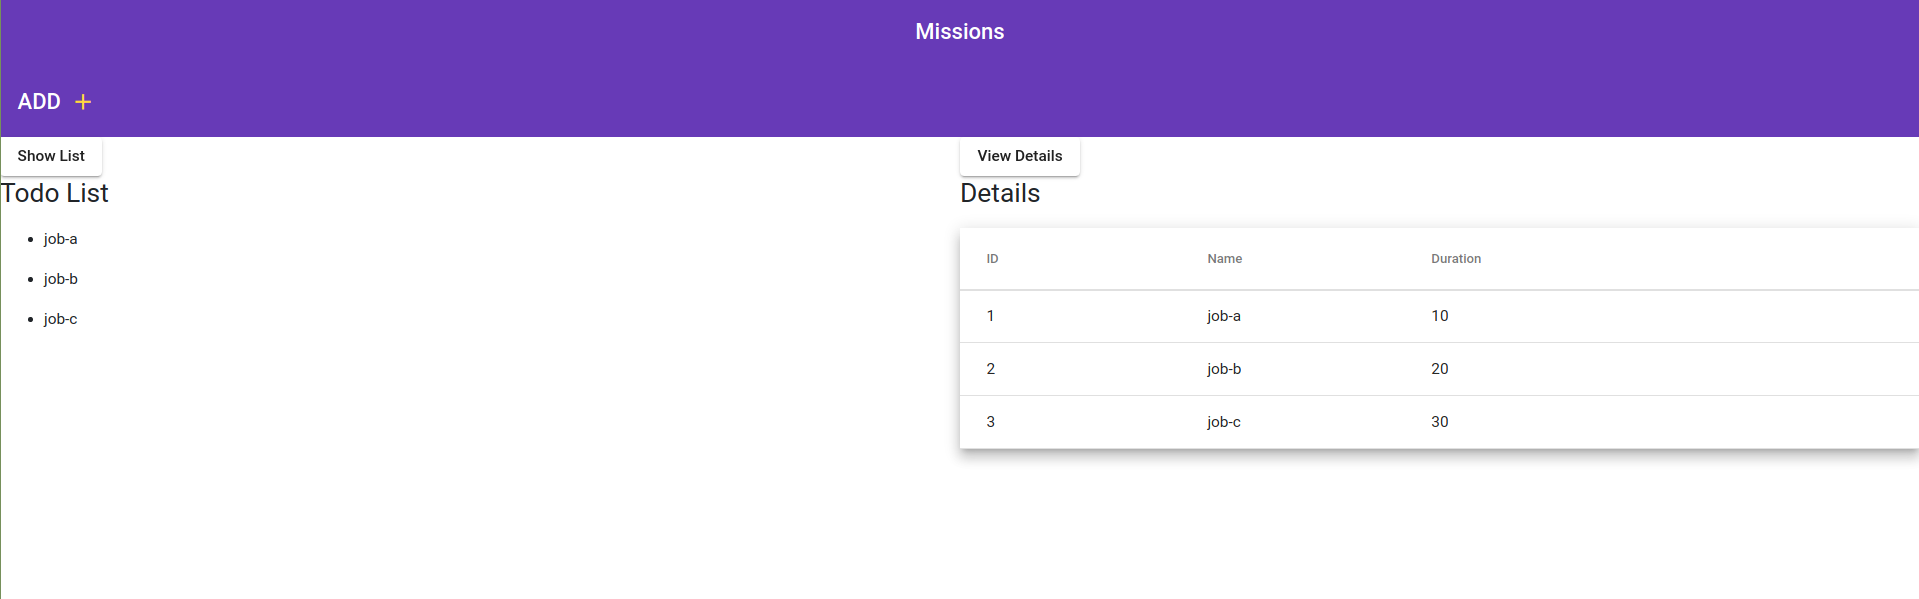 Missions
ADD +
Show List
Todo List
job-a
job-b
job-c
View Details
Details
ID Name Duration
1 job-a 10
2 job-b 20
3 job-c 30